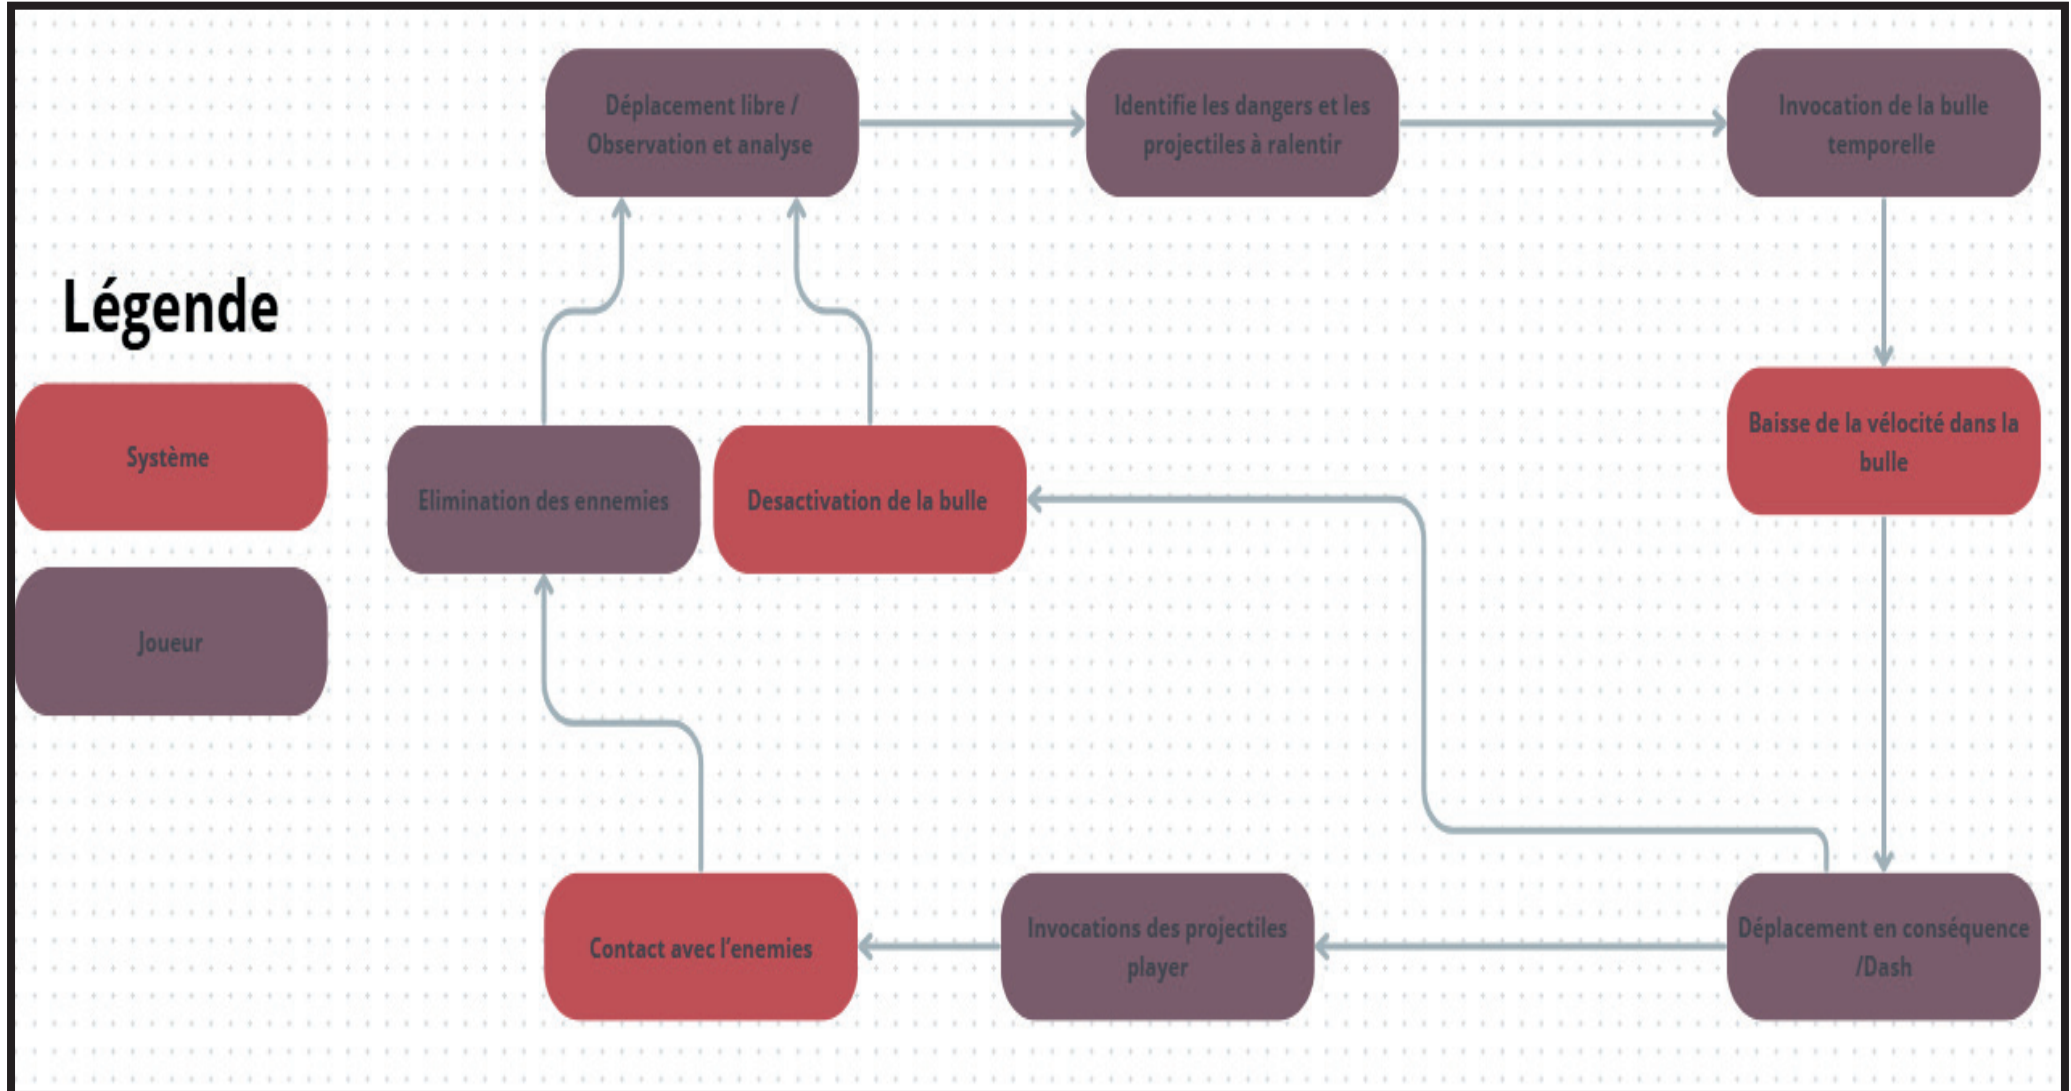 Déplacement libre /
Observation et analyse
Identifie les dangers et les
projectiles à ralentir
Invocation de la bulle
temporelle
Légende
Système
Joueur
Elimination des ennemies
Desactivation de la bulle
Baisse de la vélocité dans la
bulle
Contact avec l'enemies
Invocations des projectiles
player
Déplacement en conséquence
/Dash